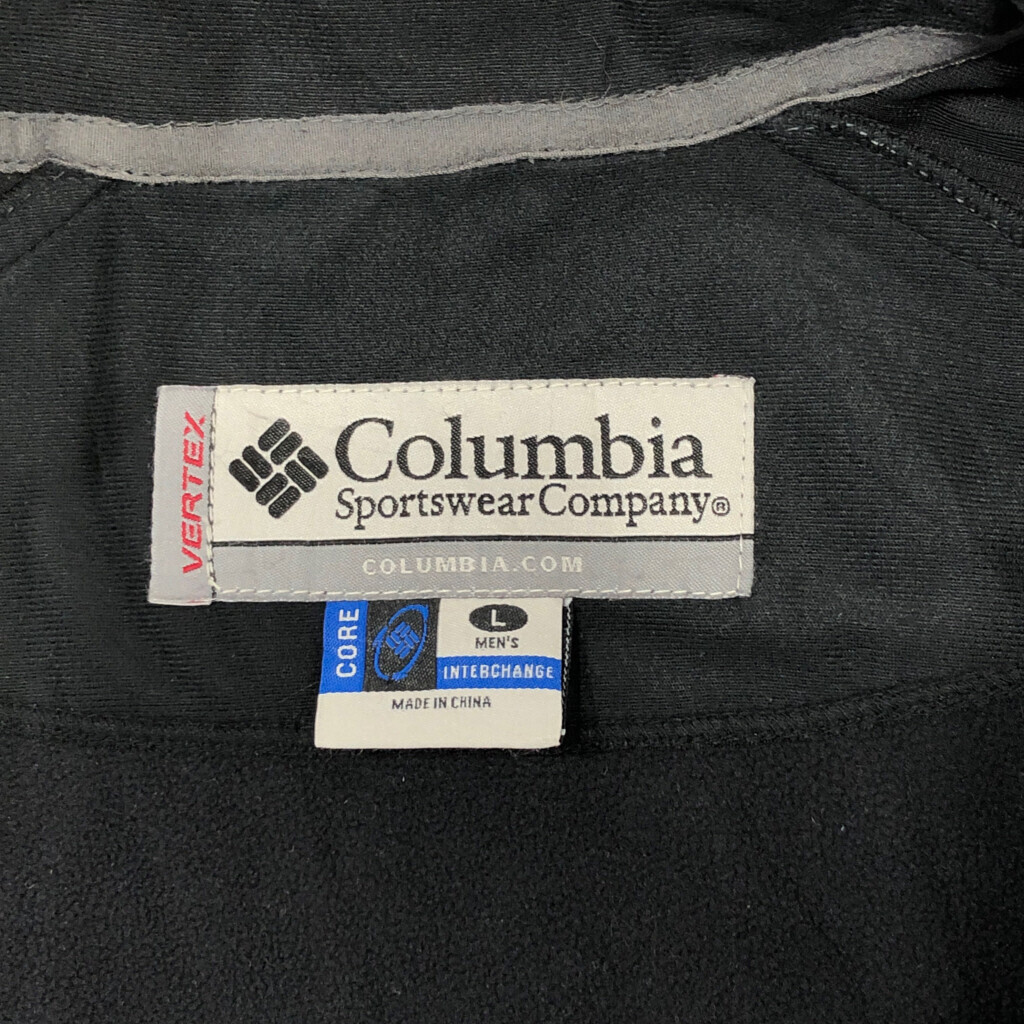 VERTEX
Columbia
Sportswear Company®
COLUMBIA.COM
CORE
L
MEN'S
INTERCHANGE
MADE IN CHINA